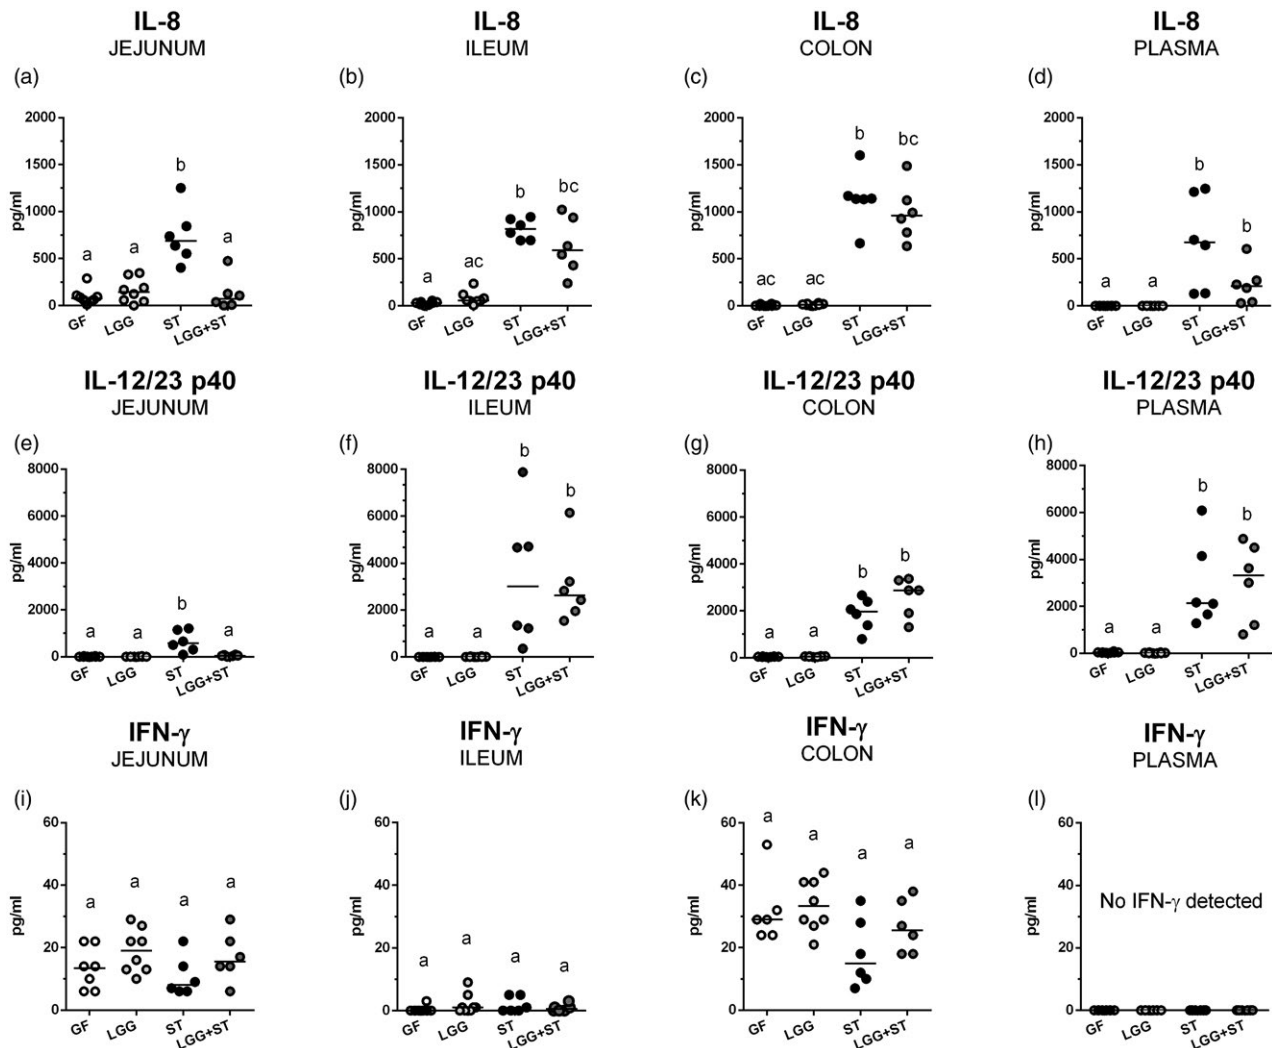 IL-8 IL-8 IL-8 IL-8
JEJUNUM ILEUM COLON PLASMA
(a) (b) (c) (d)
2000 2000 2000 2000
b bc
1500 1500 1500 1500
b b bc b
1000 1000 1000 1000
pg/ml pg/ml pg/ml pg/ml
a a a b
500 500 500 500
a ac ac ac a a
0 0 0 0
GF LGG ST LGG+ST GF LGG ST LGG+ST GF LGG ST LGG+ST GF LGG ST LGG+ST
IL-12/23 p40 IL-12/23 p40 IL-12/23 p40 IL-12/23 p40
JEJUNUM ILEUM COLON PLASMA
(e) (f) (g) (h)
b
8000 8000 8000 8000
b b b
6000 6000 6000 6000
pg/ml pg/ml pg/ml pg/ml
4000 4000 4000 4000
b b
2000 2000 2000 2000
a a b a a a a a a a
0 0 0 0
GF LGG ST LGG+ST GF LGG ST LGG+ST GF LGG ST LGG+ST GF LGG ST LGG+ST
IFN-γ IFN-γ IFN-γ IFN-γ
JEJUNUM ILEUM COLON PLASMA
(i) (j) (k) (l)
60 60 60 60
a a a a
40 40 40 40
pg/ml pg/ml pg/ml pg/ml
a a a a No IFN-γ detected
20 20 20 20
a a a a
0 0 0 0
GF LGG ST LGG+ST GF LGG ST LGG+ST GF LGG ST LGG+ST GF LGG ST LGG+ST